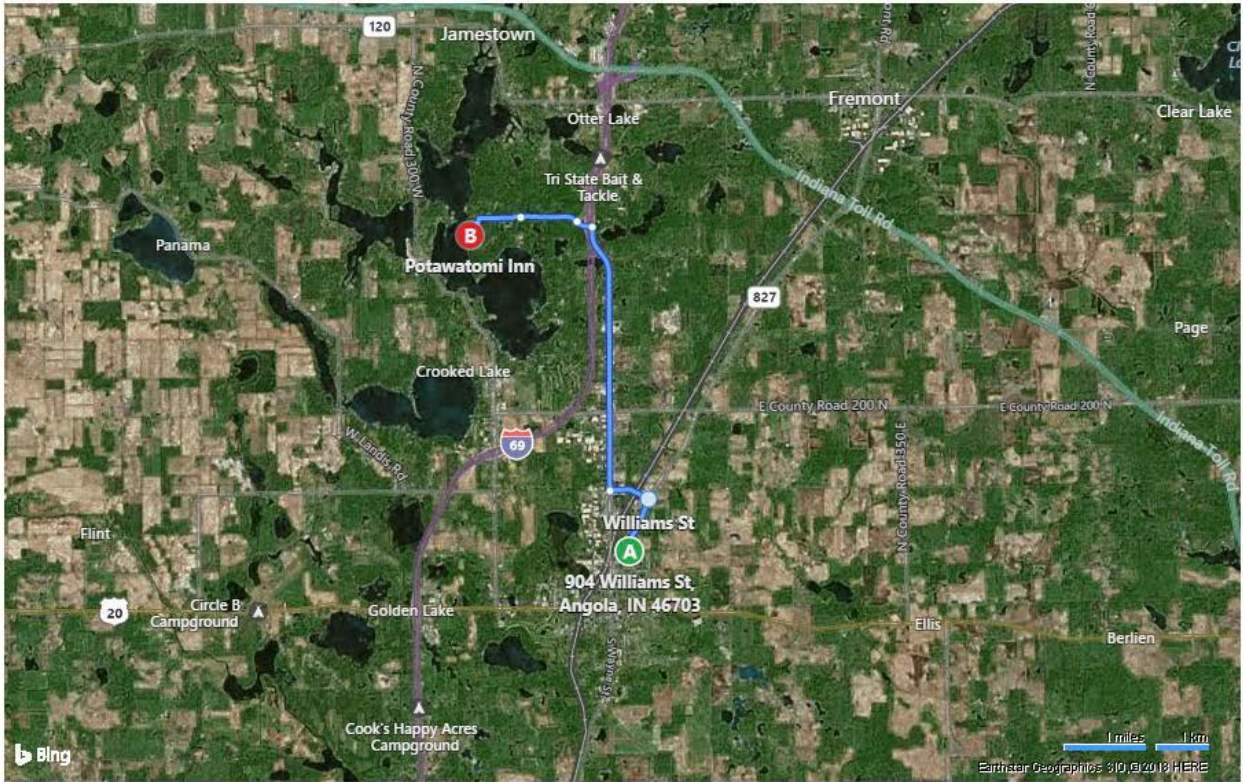 120
Jamestown
N County Road 300 W
Fremont
Clear Lake
Otter Lake
Tri State Bait &
Tackle
Indiana Toll Rd
Panama
B
Potawatomi Inn
827
Page
Crooked Lake
E County Road 200 N
E County Road 200 N
Indiana Toll Rd
69
W Landis Rd
N County Road 350 E
Williams St
Flint
A
904 Williams St,
Angola, IN 46703
20
Circle B
Campground
Golden Lake
Ellis
Berlien
S Wayne St
Cook's Happy Acres
Campground
Bing
1 miles
1 km
Earthstar Geographics SIO, © 2018 HERE